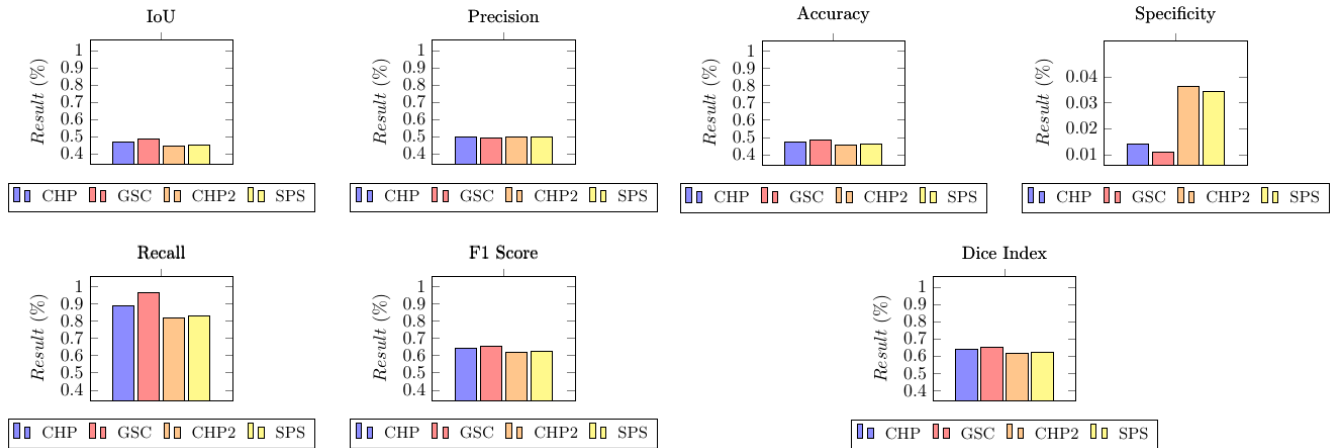 IoU
1
0.9
0.8
0.7
0.6
0.5
0.4
Result (%)
CHP GSC CHP2 SPS
Precision
1
0.9
0.8
0.7
0.6
0.5
0.4
Result (%)
CHP GSC CHP2 SPS
Accuracy
1
0.9
0.8
0.7
0.6
0.5
0.4
Result (%)
CHP GSC CHP2 SPS
Specificity
0.04
0.03
0.02
0.01
Result (%)
CHP GSC CHP2 SPS
Recall
1
0.9
0.8
0.7
0.6
0.5
0.4
Result (%)
CHP GSC CHP2 SPS
F1 Score
1
0.9
0.8
0.7
0.6
0.5
0.4
Result (%)
CHP GSC CHP2 SPS
Dice Index
1
0.9
0.8
0.7
0.6
0.5
0.4
Result (%)
CHP GSC CHP2 SPS